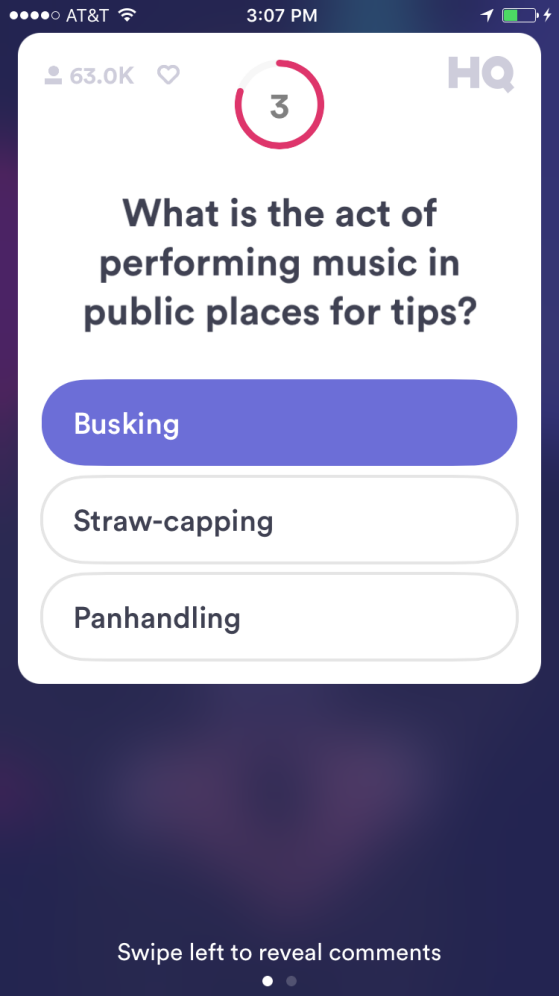 AT&T 3:07 PM
63.0K
3
HQ
What is the act of
performing music in
public places for tips?
Busking
Straw-capping
Panhandling
Swipe left to reveal comments